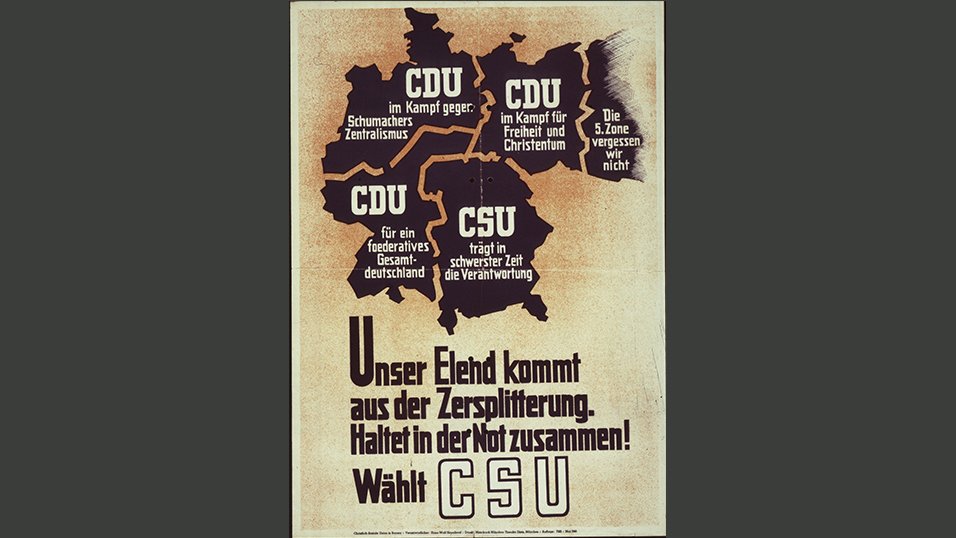 CDU
im Kampf gegen
Schumachers
Zentralismus
CDU
im Kampf für
Freiheit und
Christentum
Die
5. Zone
vergessen
wir
nicht
CDU
für ein
foederatives
Gesamt-
deutschland
CSU
trägt in
schwerster Zeit
die Verantwortung
Unser Elend kommt
aus der Zersplitterung.
Haltet in der Not zusammen!
Wählt CSU